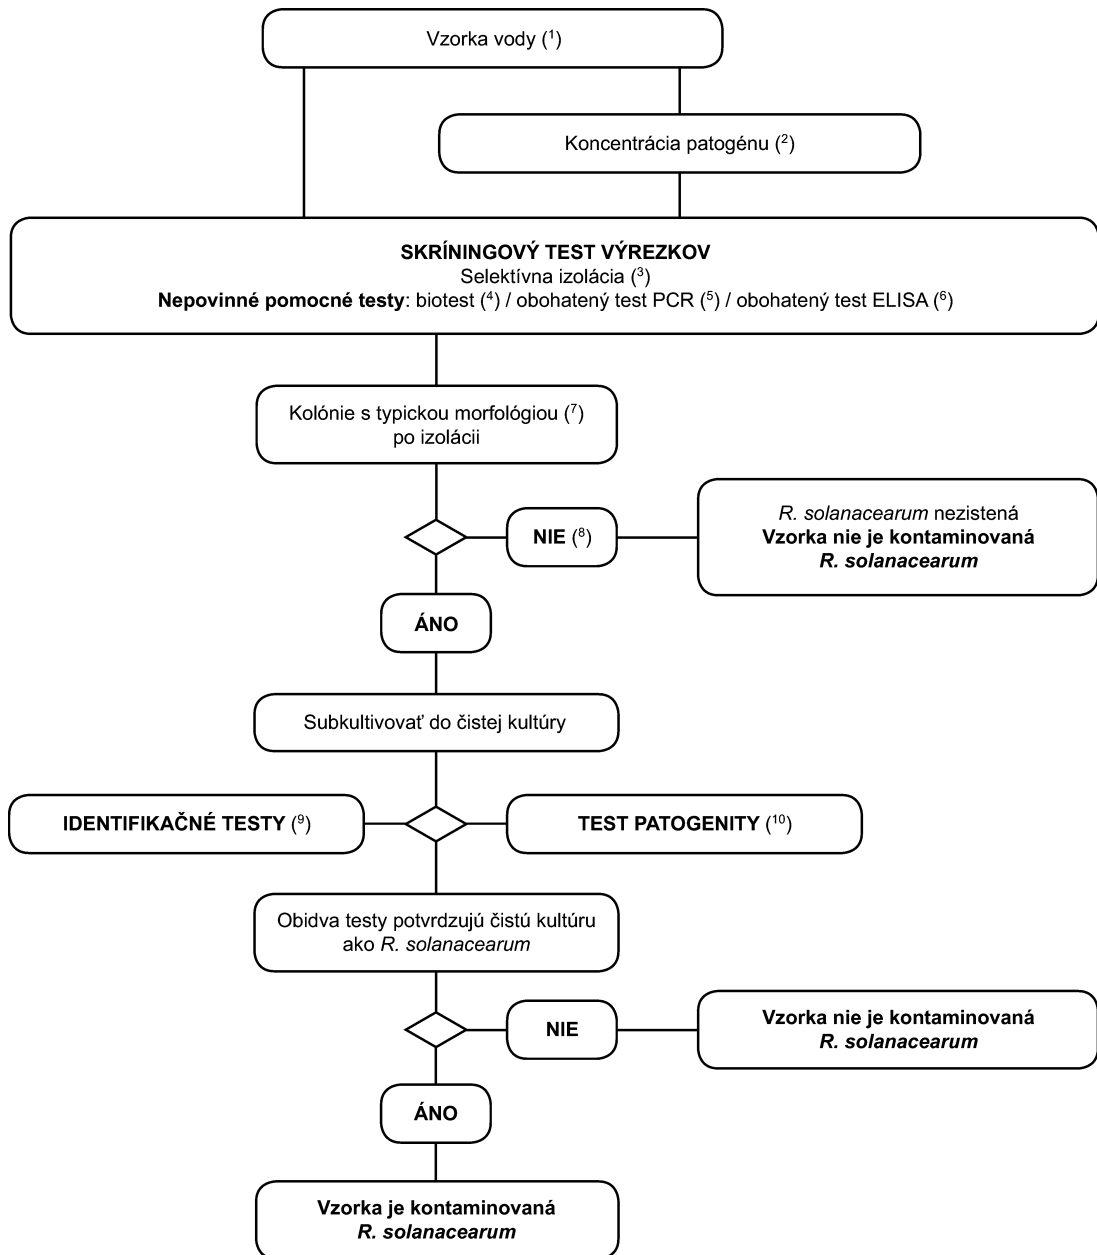 Vzorka vody (¹)
Koncentrácia patogénu (²)
SKRÍNINGOVÝ TEST VÝREZKOV
Selektívna izolácia (³)
Nepovinné pomocné testy: biotest (⁴) / obohatený test PCR (⁵) / obohatený test ELISA (⁶)
Kolónie s typickou morfológiou (⁷)
po izolácii
NIE (⁸)
R. solanacearum nezistená
Vzorka nie je kontaminovaná
R. solanacearum
ÁNO
Subkultivovať do čistej kultúry
IDENTIFIKAČNÉ TESTY (⁹)
TEST PATOGENITY (¹⁰)
Obidva testy potvrdzujú čistú kultúru
ako R. solanacearum
NIE
Vzorka nie je kontaminovaná
R. solanacearum
ÁNO
Vzorka je kontaminovaná
R. solanacearum